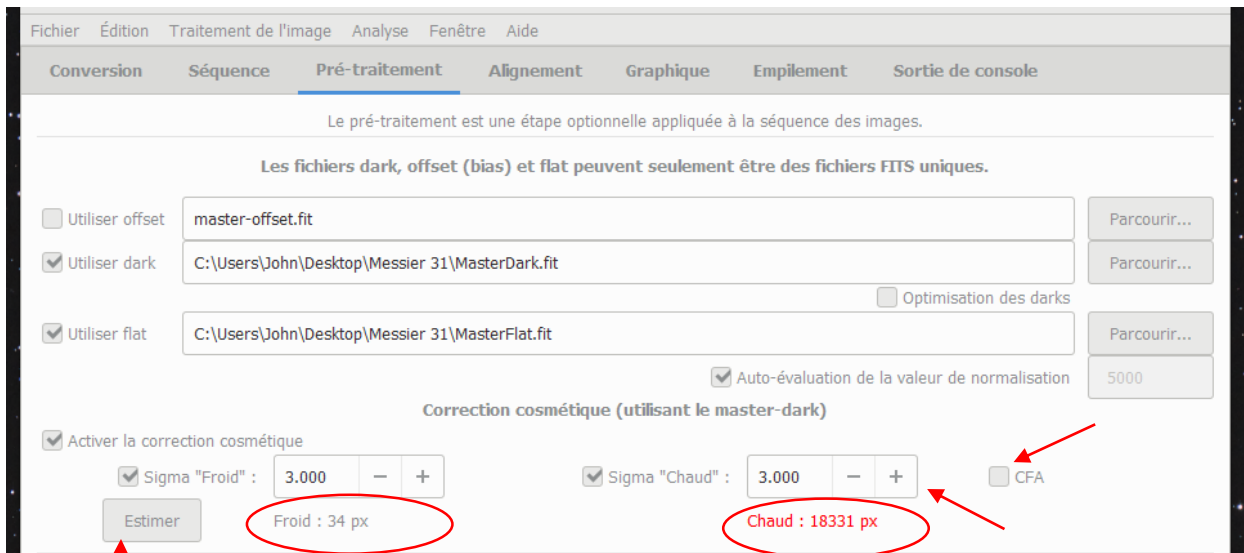 Fichier Édition Traitement de l'image Analyse Fenêtre Aide
Conversion Séquence Pré-traitement Alignement Graphique Empilement Sortie de console
Le pré-traitement est une étape optionnelle appliquée à la séquence des images.
Les fichiers dark, offset (bias) et flat peuvent seulement être des fichiers FITS uniques.
Utiliser offset master-offset.fit Parcourir...
Utiliser dark C:\Users\John\Desktop\Messier 31\MasterDark.fit Parcourir...
Optimisation des darks
Utiliser flat C:\Users\John\Desktop\Messier 31\MasterFlat.fit Parcourir...
Auto-évaluation de la valeur de normalisation 5000
Correction cosmétique (utilisant le master-dark)
Activer la correction cosmétique
Sigma "Froid" : 3.000 − + Sigma "Chaud" : 3.000 − + CFA
Estimer Froid : 34 px Chaud : 18331 px